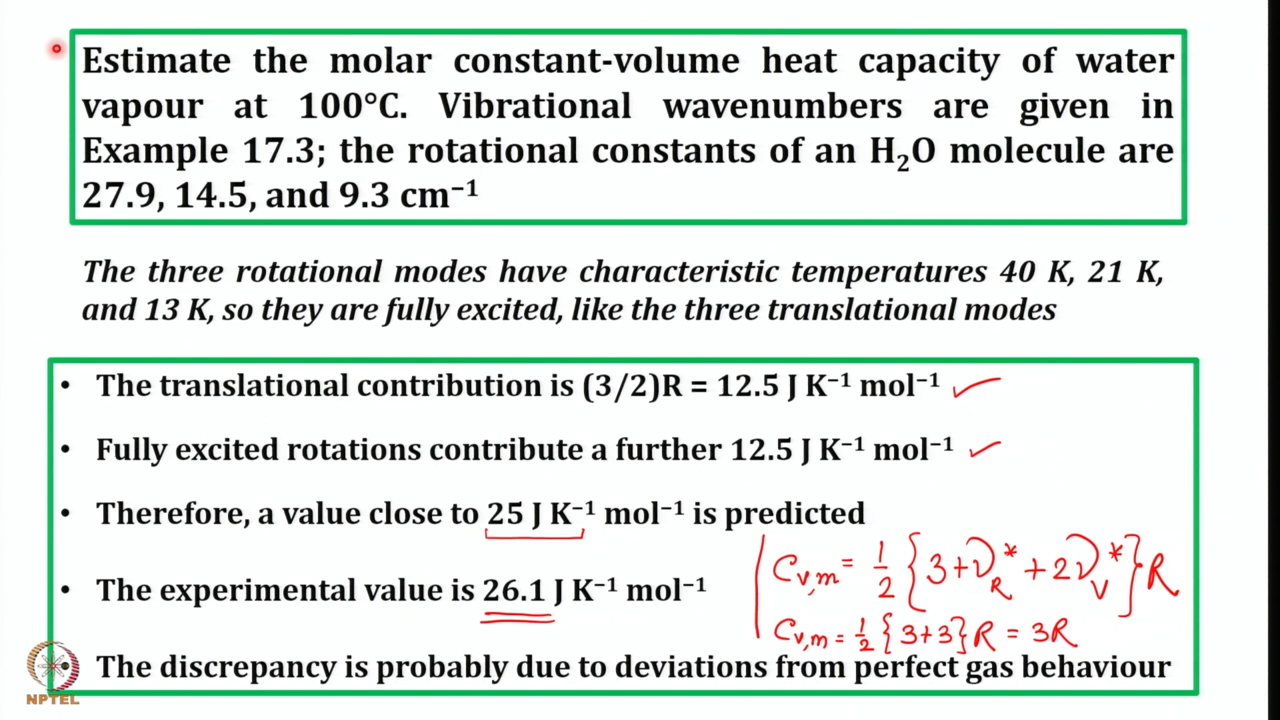 Estimate the molar constant-volume heat capacity of water
vapour at 100°C. Vibrational wavenumbers are given in
Example 17.3; the rotational constants of an H₂O molecule are
27.9, 14.5, and 9.3 cm⁻¹
The three rotational modes have characteristic temperatures 40 K, 21 K,
and 13 K, so they are fully excited, like the three translational modes
• The translational contribution is (3/2)R = 12.5 J K⁻¹ mol⁻¹ ✓
• Fully excited rotations contribute a further 12.5 J K⁻¹ mol⁻¹ ✓
• Therefore, a value close to 25 J K⁻¹ mol⁻¹ is predicted
• The experimental value is 26.1 J K⁻¹ mol⁻¹
C_{V,m} = 1/2 {3 + ν_R* + 2ν_V*} R
C_{V,m} = 1/2 {3+3} R = 3R
• The discrepancy is probably due to deviations from perfect gas behaviour
NPTEL